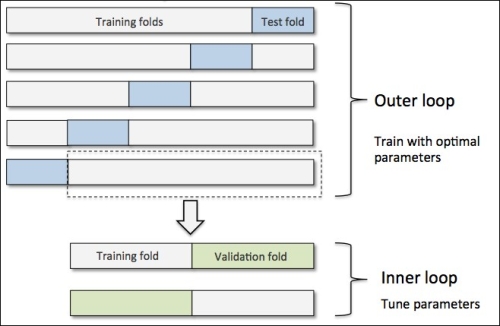 Training folds
Test fold
Outer loop
Train with optimal
parameters
Training fold
Validation fold
Inner loop
Tune parameters